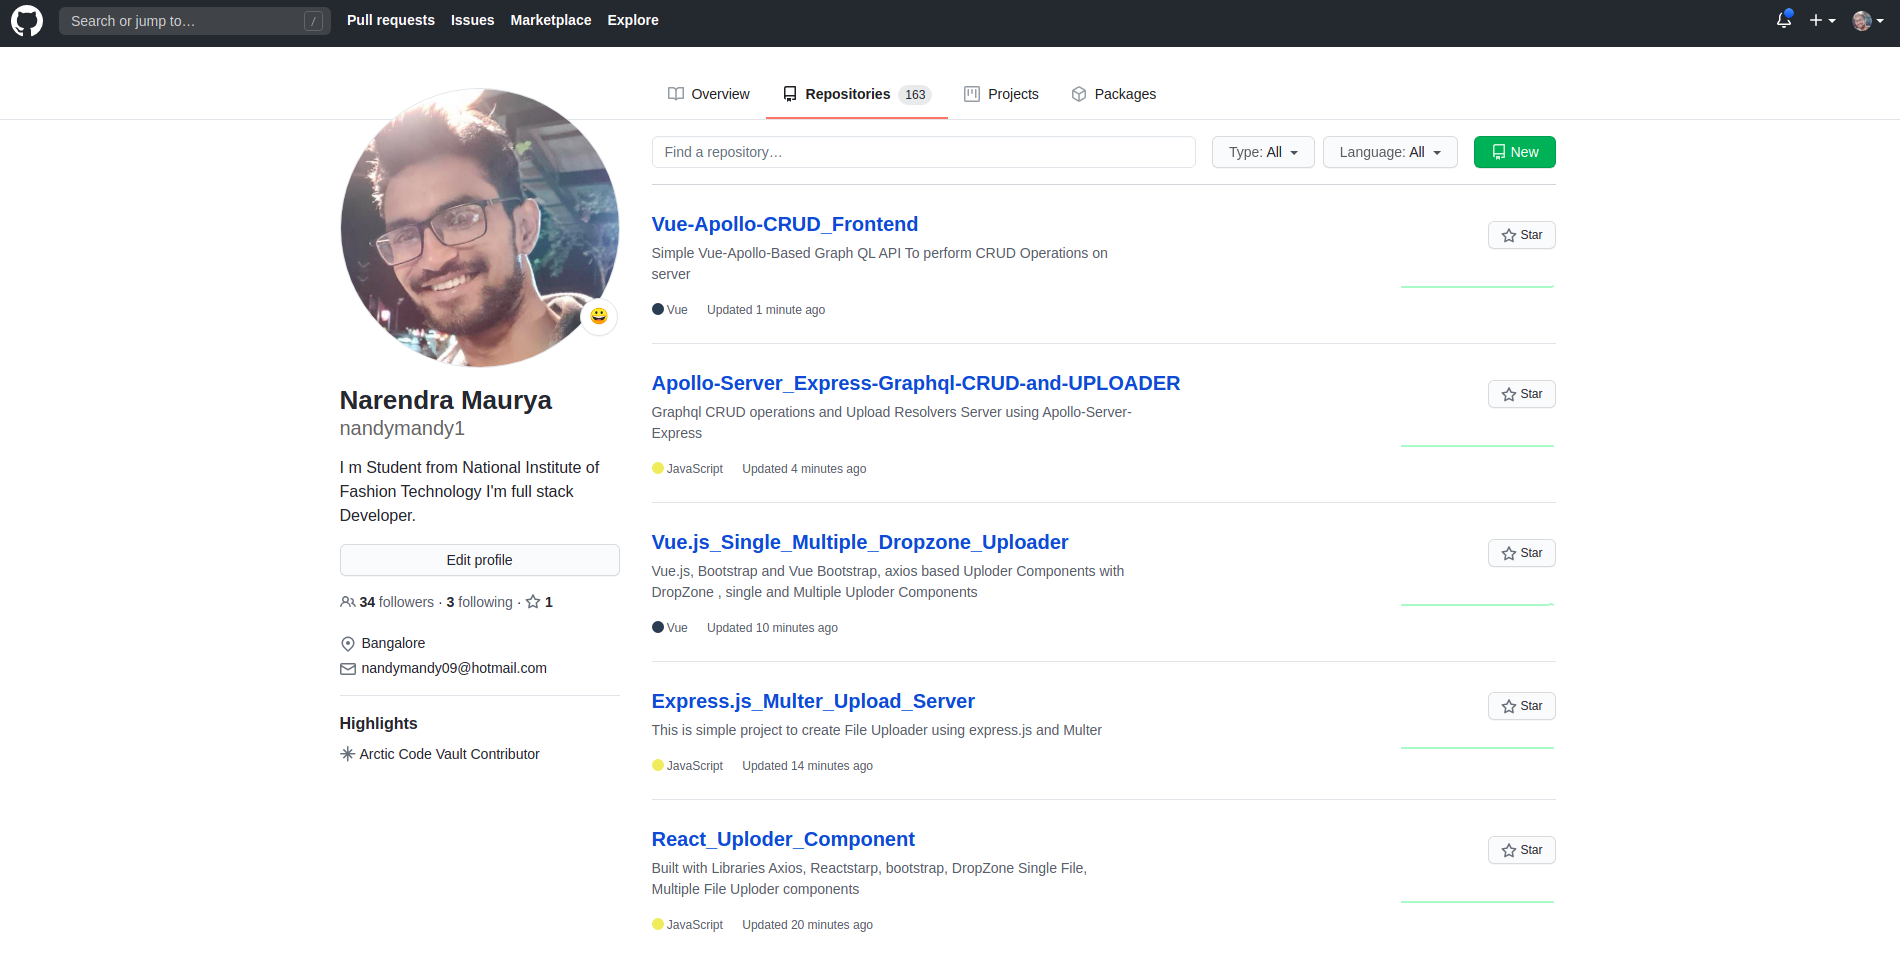 Search or jump to…
/
Pull requests
Issues
Marketplace
Explore
Overview
Repositories 163
Projects
Packages
Find a repository…
Type: All
Language: All
New
Narendra Maurya
nandymandy1
I m Student from National Institute of
Fashion Technology I'm full stack
Developer.
Edit profile
34 followers · 3 following · 1
Bangalore
nandymandy09@hotmail.com
Highlights
Arctic Code Vault Contributor
Vue-Apollo-CRUD_Frontend
Star
Simple Vue-Apollo-Based Graph QL API To perform CRUD Operations on
server
Vue Updated 1 minute ago
Apollo-Server_Express-Graphql-CRUD-and-UPLOADER
Star
Graphql CRUD operations and Upload Resolvers Server using Apollo-Server-
Express
JavaScript Updated 4 minutes ago
Vue.js_Single_Multiple_Dropzone_Uploader
Star
Vue.js, Bootstrap and Vue Bootstrap, axios based Uploder Components with
DropZone , single and Multiple Uploder Components
Vue Updated 10 minutes ago
Express.js_Multer_Upload_Server
Star
This is simple project to create File Uploader using express.js and Multer
JavaScript Updated 14 minutes ago
React_Uploder_Component
Star
Built with Libraries Axios, Reactstarp, bootstrap, DropZone Single File,
Multiple File Uploder components
JavaScript Updated 20 minutes ago